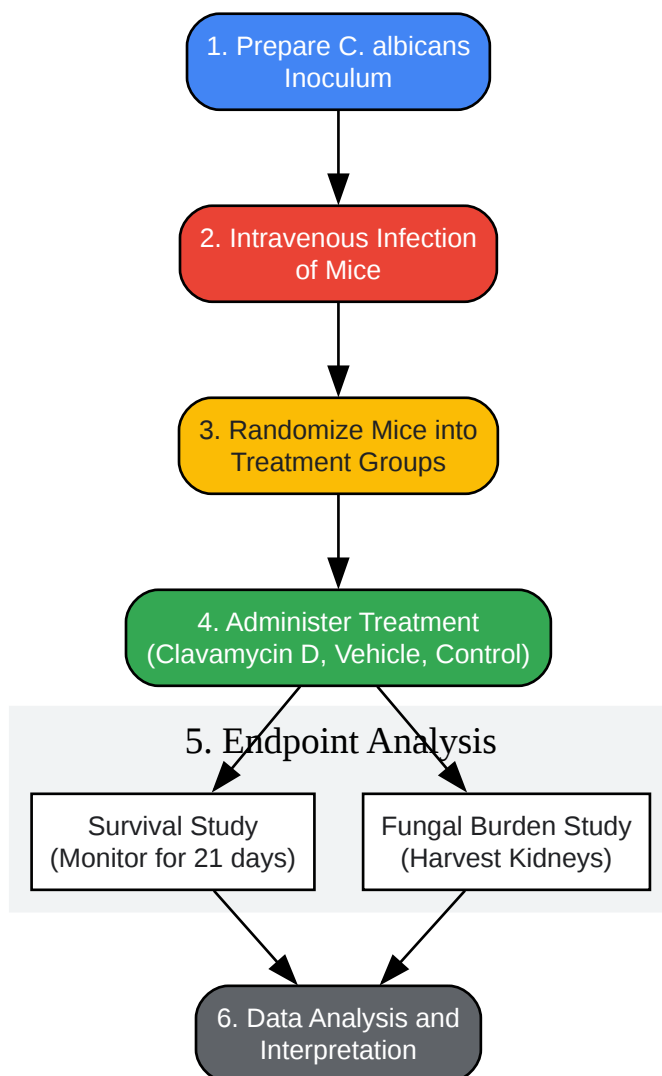 1. Prepare C. albicans
Inoculum
2. Intravenous Infection
of Mice
3. Randomize Mice into
Treatment Groups
4. Administer Treatment
(Clavamycin D, Vehicle, Control)
5. Endpoint Analysis
Survival Study
(Monitor for 21 days)
Fungal Burden Study
(Harvest Kidneys)
6. Data Analysis and
Interpretation